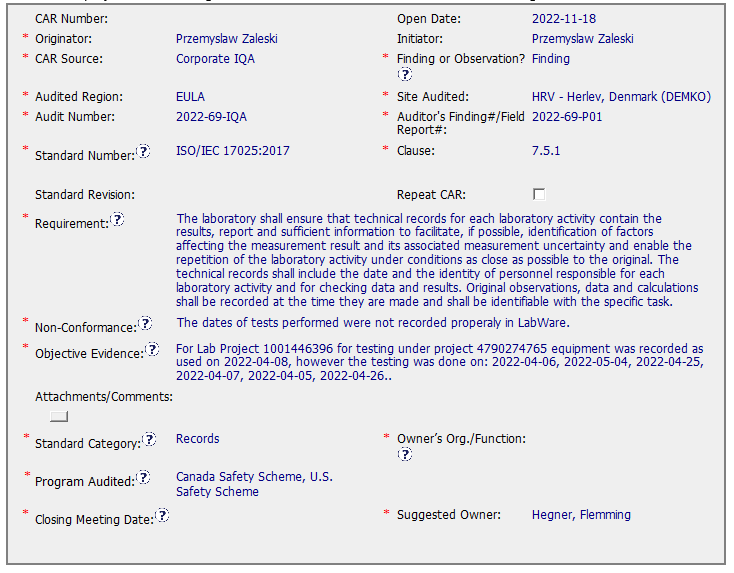 CAR Number:
Open Date: 2022-11-18
* Originator: Przemyslaw Zaleski
Initiator: Przemyslaw Zaleski
* CAR Source: Corporate IQA
* Finding or Observation? Finding
?
* Audited Region: EULA
* Site Audited: HRV - Herlev, Denmark (DEMKO)
* Audit Number: 2022-69-IQA
* Auditor's Finding#/Field 2022-69-P01
Report#:
* Standard Number:? ISO/IEC 17025:2017
* Clause: 7.5.1
Standard Revision:
Repeat CAR:
* Requirement:? The laboratory shall ensure that technical records for each laboratory activity contain the
results, report and sufficient information to facilitate, if possible, identification of factors
affecting the measurement result and its associated measurement uncertainty and enable the
repetition of the laboratory activity under conditions as close as possible to the original. The
technical records shall include the date and the identity of personnel responsible for each
laboratory activity and for checking data and results. Original observations, data and calculations
shall be recorded at the time they are made and shall be identifiable with the specific task.
* Non-Conformance:? The dates of tests performed were not recorded properaly in LabWare.
* Objective Evidence:? For Lab Project 1001446396 for testing under project 4790274765 equipment was recorded as
used on 2022-04-08, however the testing was done on: 2022-04-06, 2022-05-04, 2022-04-25,
2022-04-07, 2022-04-05, 2022-04-26..
Attachments/Comments:
* Standard Category:? Records
* Owner's Org./Function:
?
* Program Audited:? Canada Safety Scheme, U.S.
Safety Scheme
* Closing Meeting Date:?
* Suggested Owner: Hegner, Flemming